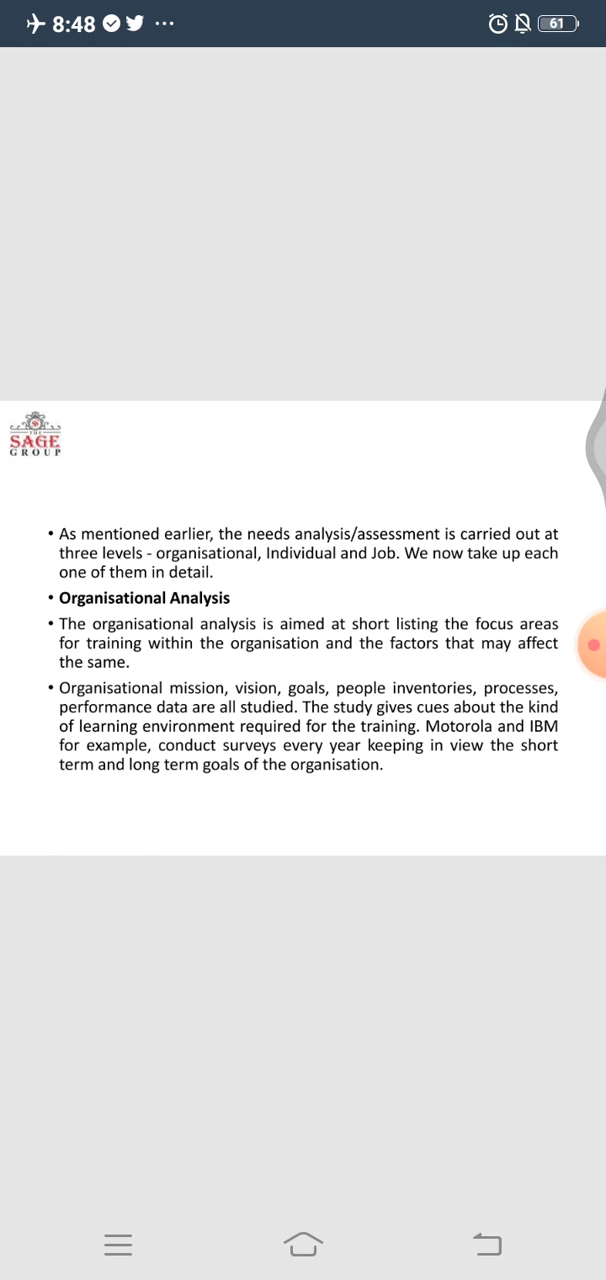 8:48
61
THE
SAGE
GROUP
• As mentioned earlier, the needs analysis/assessment is carried out at
three levels - organisational, Individual and Job. We now take up each
one of them in detail.
• Organisational Analysis
• The organisational analysis is aimed at short listing the focus areas
for training within the organisation and the factors that may affect
the same.
• Organisational mission, vision, goals, people inventories, processes,
performance data are all studied. The study gives cues about the kind
of learning environment required for the training. Motorola and IBM
for example, conduct surveys every year keeping in view the short
term and long term goals of the organisation.